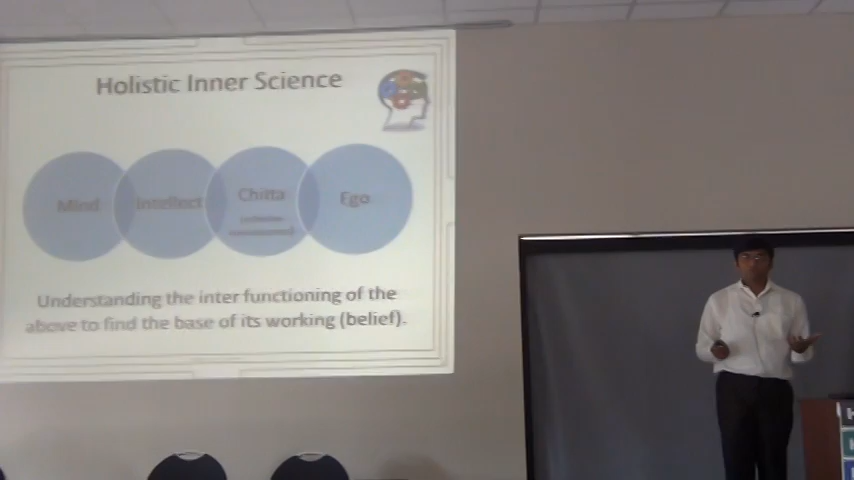 Holistic Inner Science
Mind
Intellect
Chitta
Ego
Understanding the inter functioning of the
above to find the base of its working (belief).